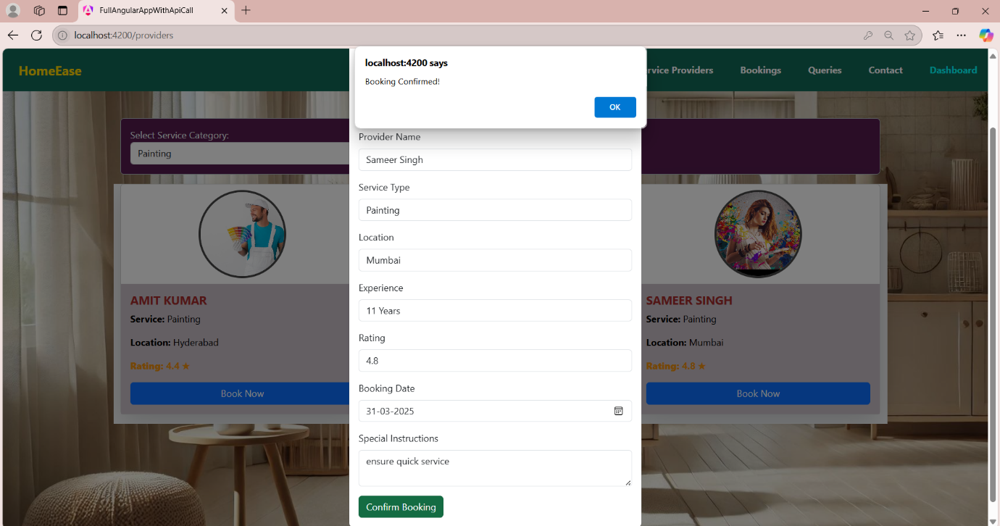 FullAngularAppWithApiCall
localhost:4200/providers
HomeEase
rvice Providers
Bookings
Queries
Contact
Dashboard
localhost:4200 says
Booking Confirmed!
OK
Select Service Category:
Painting
Provider Name
Sameer Singh
Service Type
Painting
Location
Mumbai
Experience
11 Years
Rating
4.8
Booking Date
31-03-2025
Special Instructions
ensure quick service
Confirm Booking
AMIT KUMAR
Service: Painting
Location: Hyderabad
Rating: 4.4 ★
Book Now
SAMEER SINGH
Service: Painting
Location: Mumbai
Rating: 4.8 ★
Book Now